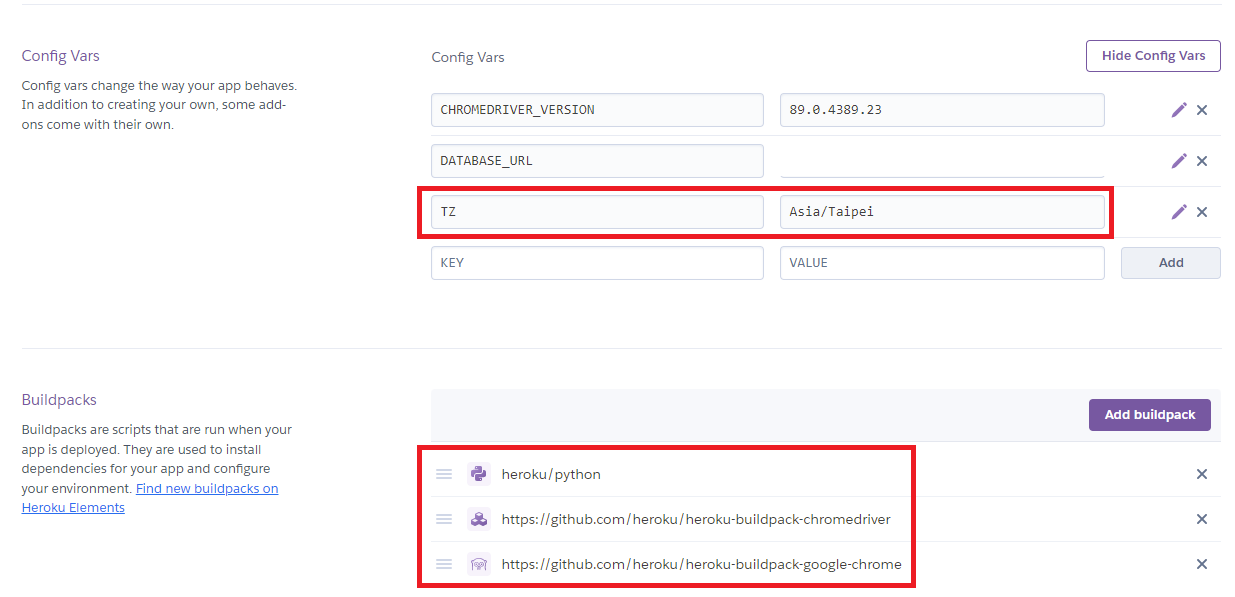 Config Vars
Config vars change the way your app behaves.
In addition to creating your own, some add-
ons come with their own.
Config Vars
Hide Config Vars
CHROMEDRIVER_VERSION
89.0.4389.23
DATABASE_URL
TZ
Asia/Taipei
KEY
VALUE
Add
Buildpacks
Buildpacks are scripts that are run when your
app is deployed. They are used to install
dependencies for your app and configure
your environment. Find new buildpacks on
Heroku Elements
Add buildpack
heroku/python
https://github.com/heroku/heroku-buildpack-chromedriver
https://github.com/heroku/heroku-buildpack-google-chrome